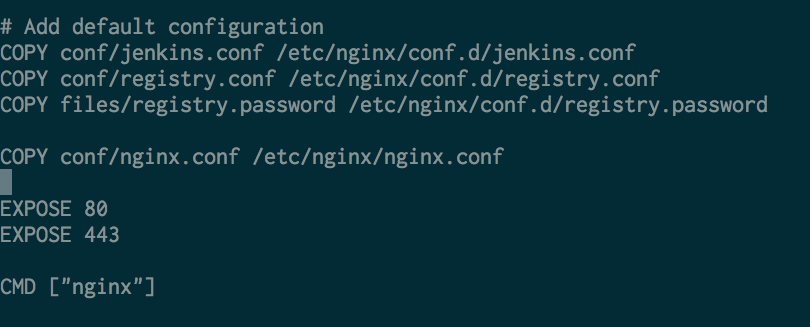 # Add default configuration
COPY conf/jenkins.conf /etc/nginx/conf.d/jenkins.conf
COPY conf/registry.conf /etc/nginx/conf.d/registry.conf
COPY files/registry.password /etc/nginx/conf.d/registry.password
COPY conf/nginx.conf /etc/nginx/nginx.conf
EXPOSE 80
EXPOSE 443
CMD ["nginx"]